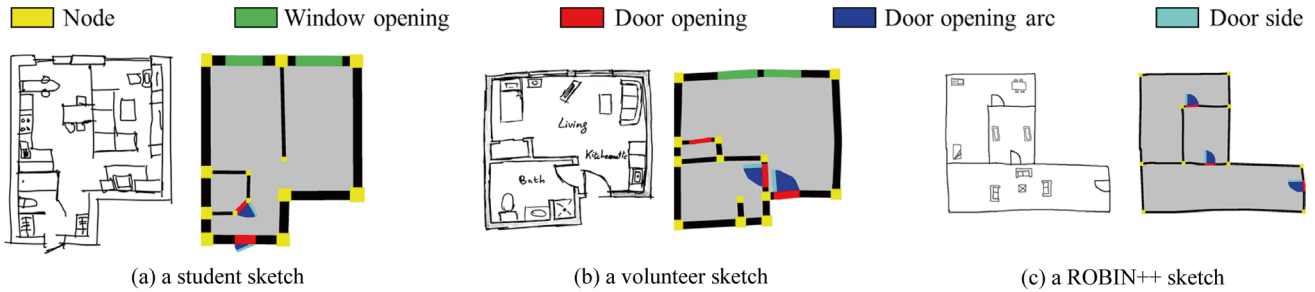 Node
Window opening
Door opening
Door opening arc
Door side
Living
Kitchenette
Bath
(a) a student sketch
(b) a volunteer sketch
(c) a ROBIN++ sketch